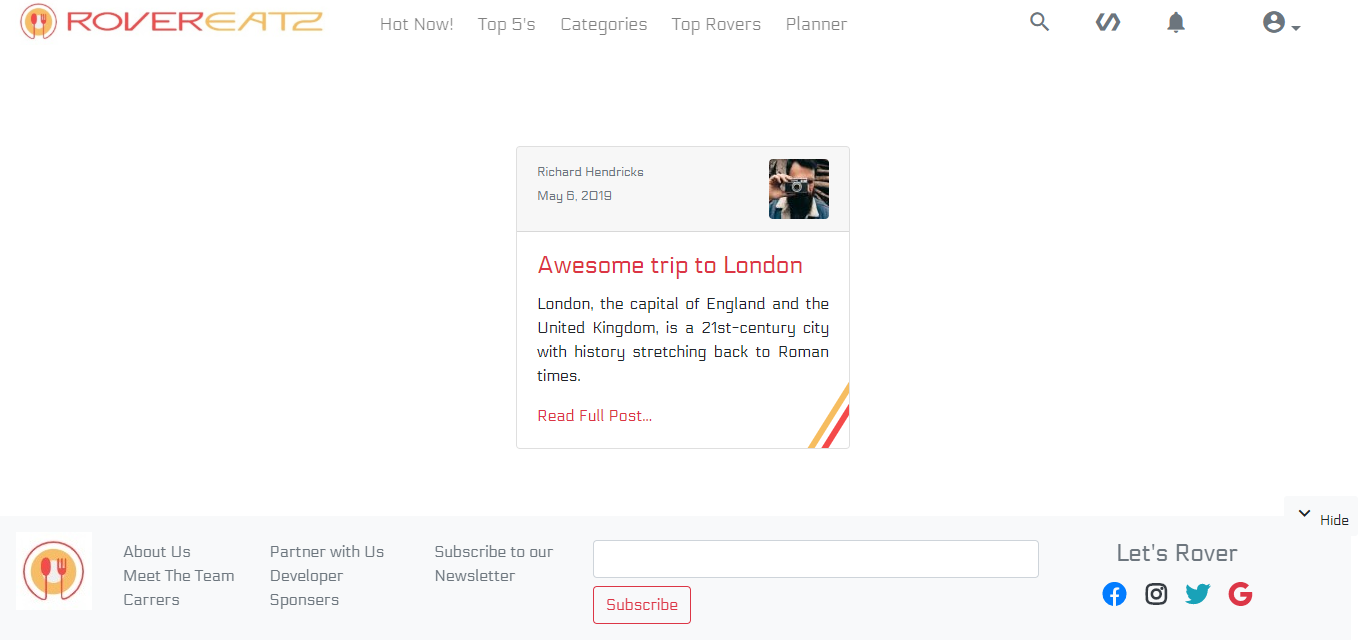 ROVEREATZ
Hot Now! Top 5's Categories Top Rovers Planner
Richard Hendricks
May 6, 2019
Awesome trip to London
London, the capital of England and the
United Kingdom, is a 21st-century city
with history stretching back to Roman
times.
Read Full Post...
Hide
About Us
Meet The Team
Carrers
Partner with Us
Developer
Sponsers
Subscribe to our
Newsletter
Subscribe
Let's Rover